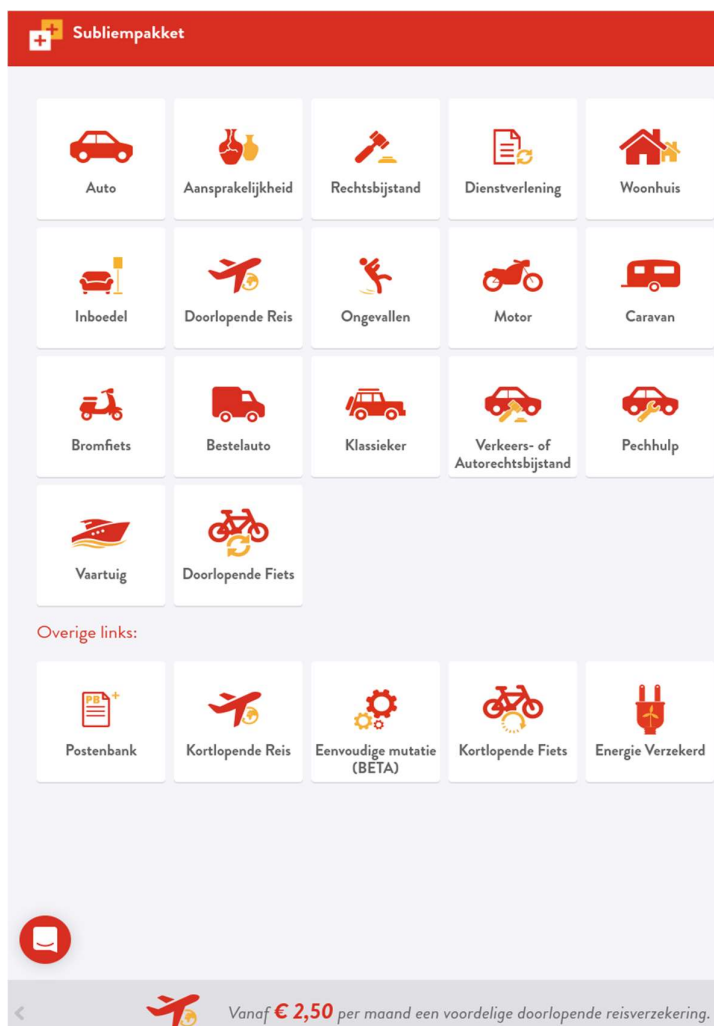 Subliempakket
Auto
Aansprakelijkheid
Rechtsbijstand
Dienstverlening
Woonhuis
Inboedel
Doorlopende Reis
Ongevallen
Motor
Caravan
Bromfiets
Bestelauto
Klassieker
Verkeers- of
Autorechtsbijstand
Pechhulp
Vaartuig
Doorlopende Fiets
Overige links:
PB
Postenbank
Kortlopende Reis
Eenvoudige mutatie
(BETA)
Kortlopende Fiets
Energie Verzekerd
Vanaf € 2,50 per maand een voordelige doorlopende reisverzekering.